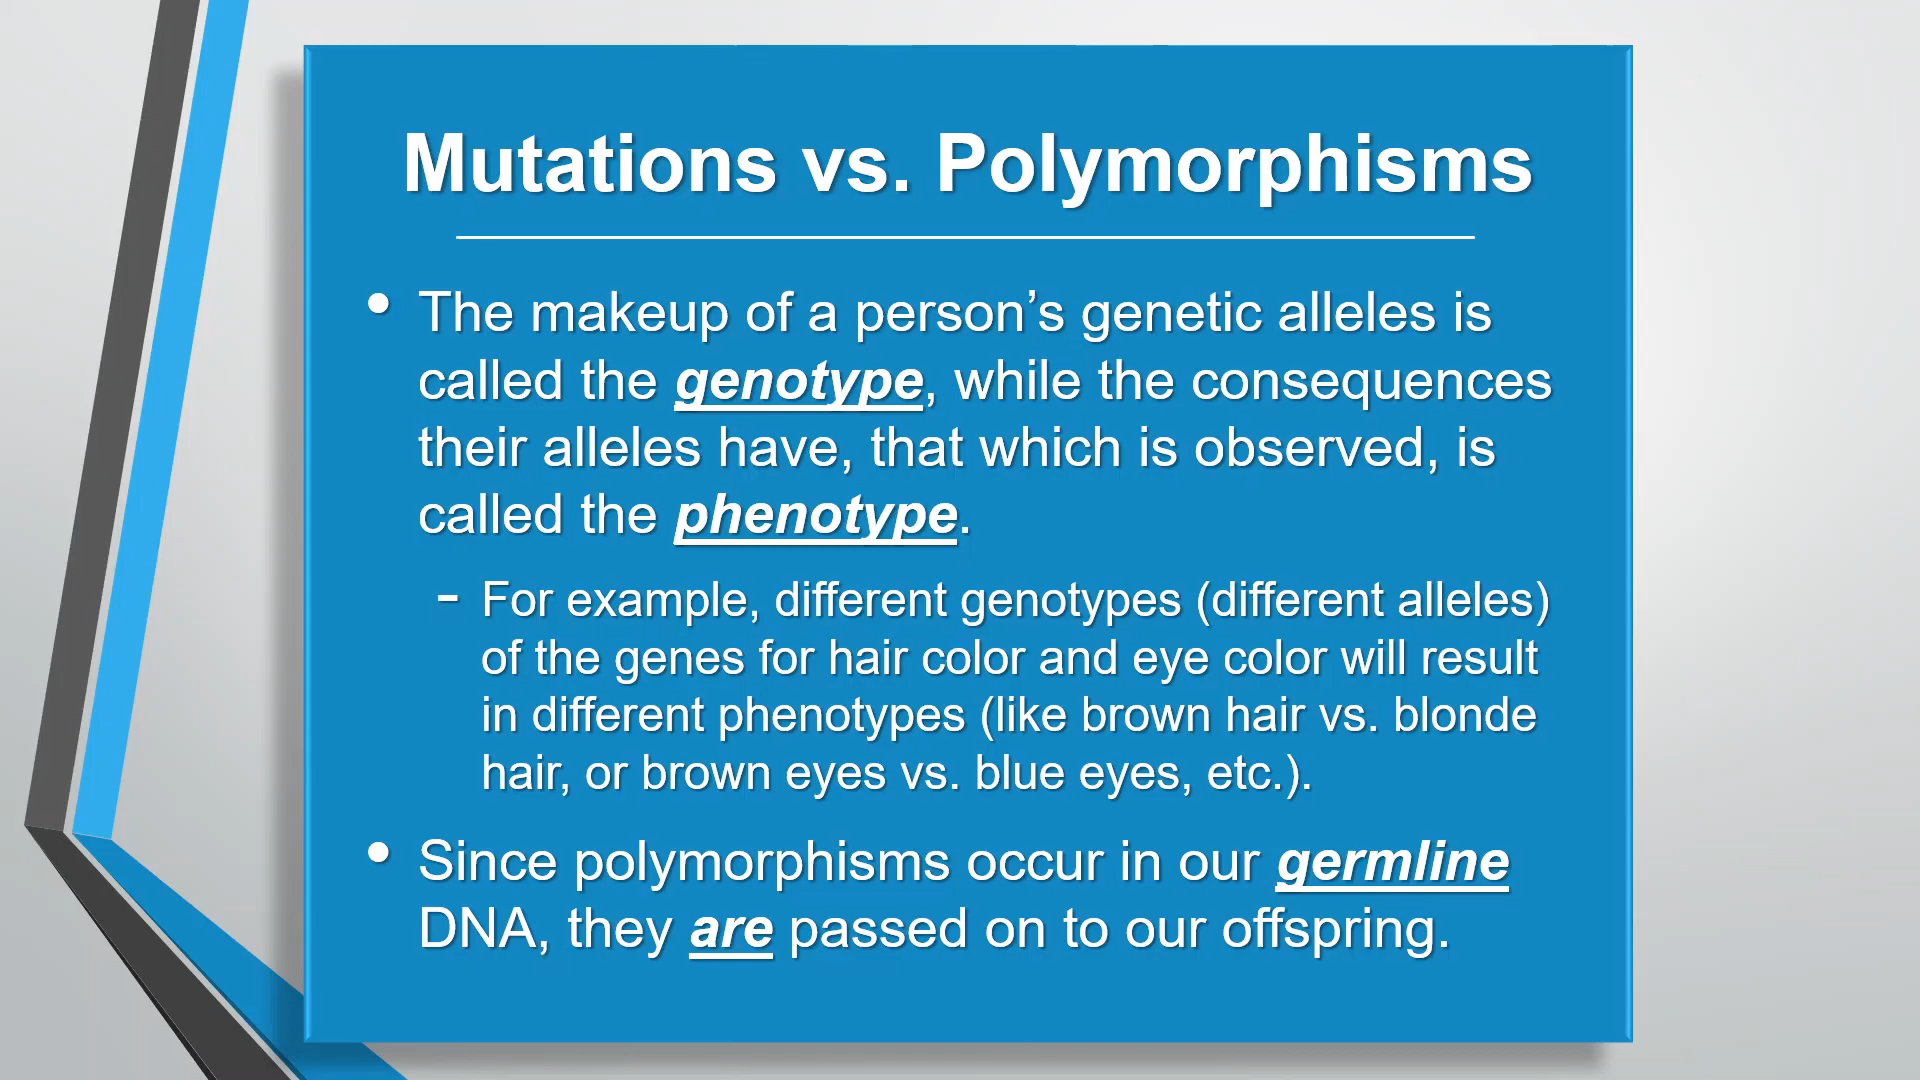 Mutations vs. Polymorphisms
• The makeup of a person’s genetic alleles is
called the genotype, while the consequences
their alleles have, that which is observed, is
called the phenotype.
- For example, different genotypes (different alleles)
of the genes for hair color and eye color will result
in different phenotypes (like brown hair vs. blonde
hair, or brown eyes vs. blue eyes, etc.).
• Since polymorphisms occur in our germline
DNA, they are passed on to our offspring.